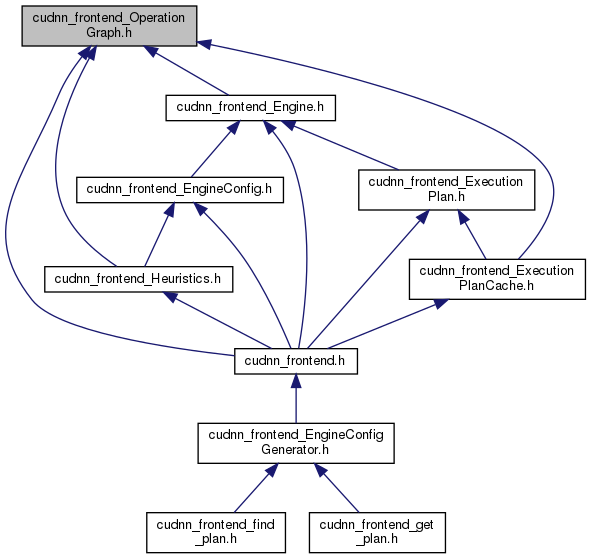 cudnn_frontend_Operation
Graph.h
cudnn_frontend_Engine.h
cudnn_frontend_EngineConfig.h
cudnn_frontend_Execution
Plan.h
cudnn_frontend_Heuristics.h
cudnn_frontend_Execution
PlanCache.h
cudnn_frontend.h
cudnn_frontend_EngineConfig
Generator.h
cudnn_frontend_find
_plan.h
cudnn_frontend_get
_plan.h